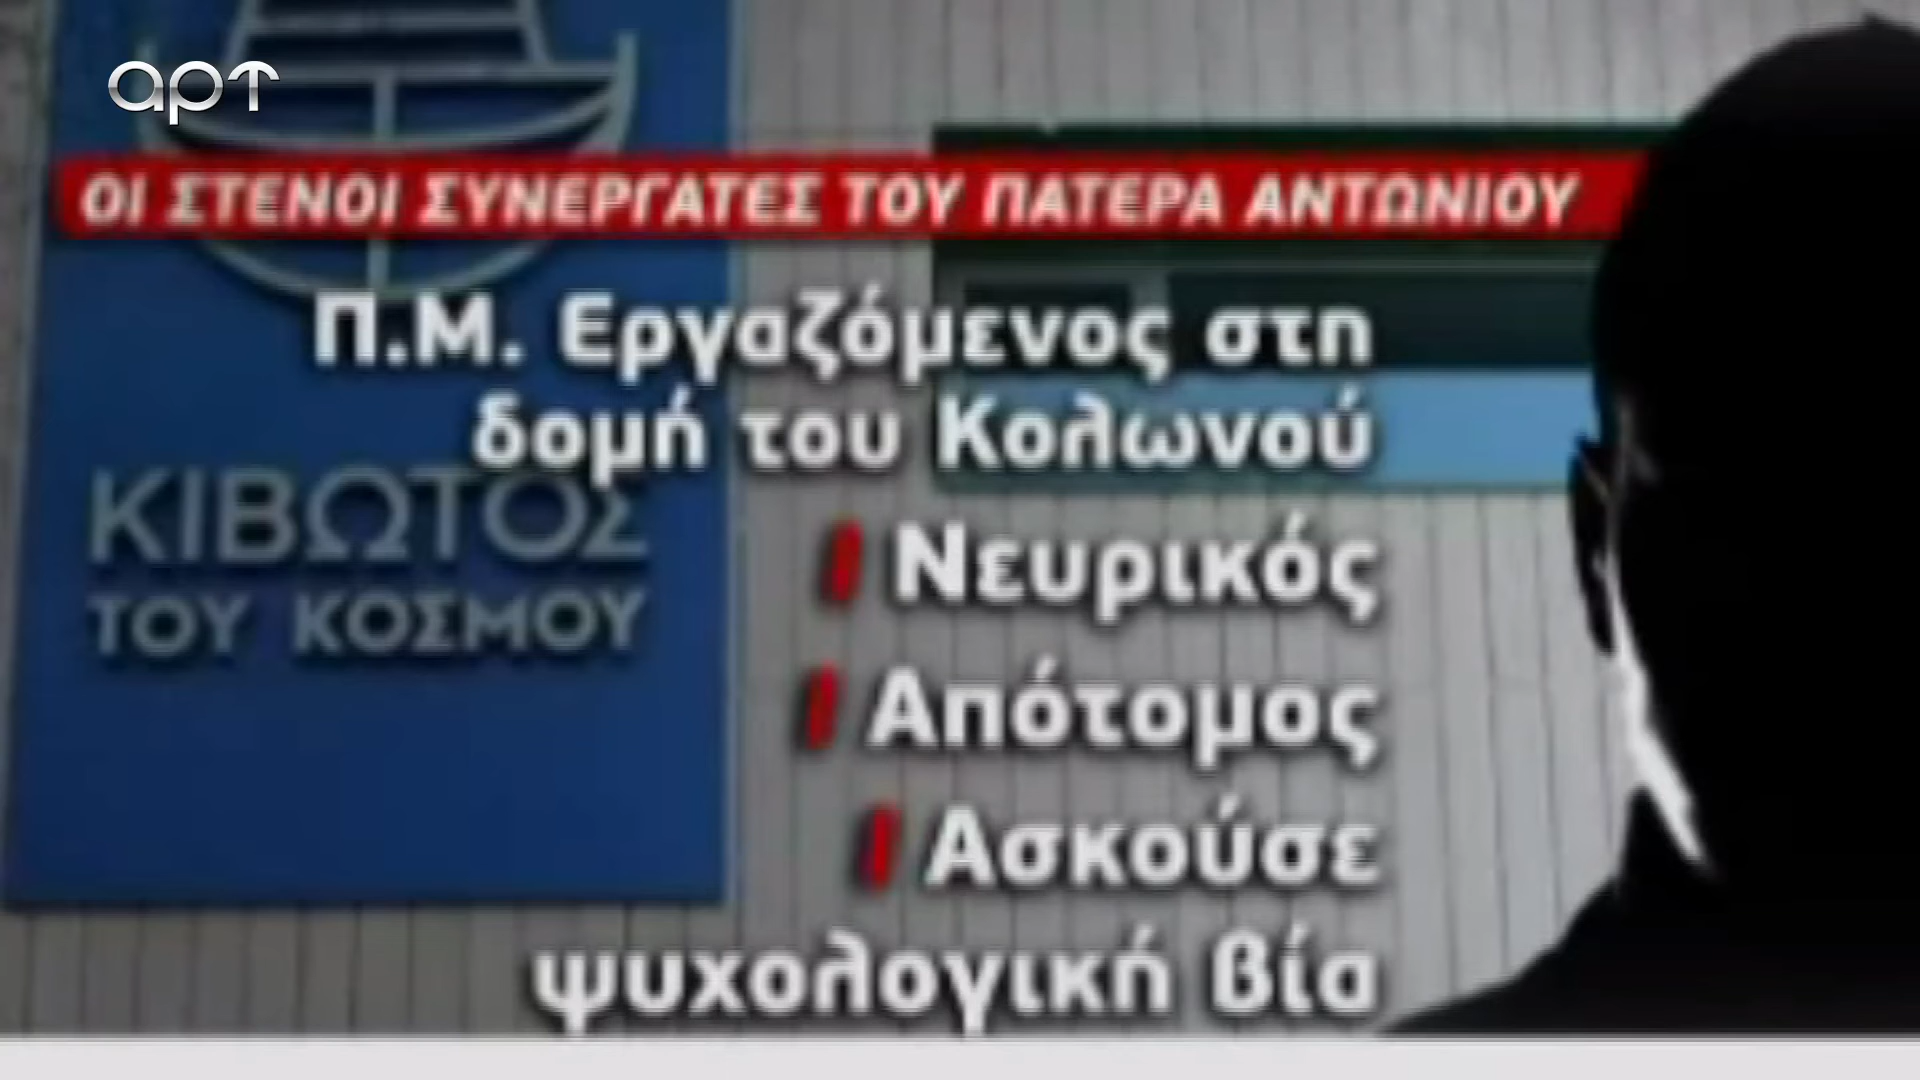 αρτ
ΟΙ ΣΤΕΝΟΙ ΣΥΝΕΡΓΑΤΕΣ ΤΟΥ ΠΑΤΕΡΑ ΑΝΤΩΝΙΟΥ
Π.Μ. Εργαζόμενος στη
δομή του Κολωνού
ΚΙΒΩΤΟΣ
ΤΟΥ ΚΟΣΜΟΥ
Νευρικός
Απότομος
Ασκούσε
ψυχολογική βία